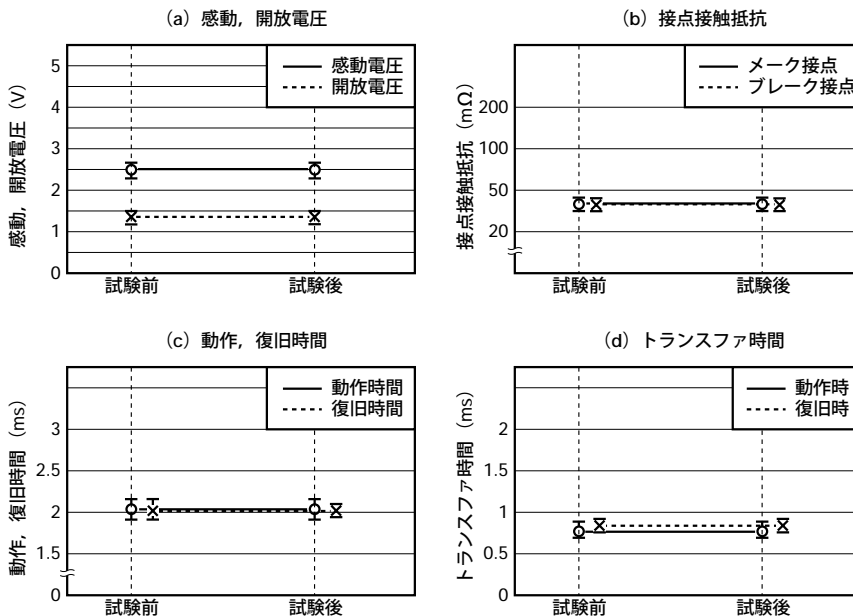 (a) 感動，開放電圧
感動，開放電圧 (V)
5
4
3
2
1
0
感動電圧
開放電圧
試験前
試験後
(b) 接点接触抵抗
接点接触抵抗 (mΩ)
200
100
50
20
0
メーク接点
ブレーク接点
試験前
試験後
(c) 動作，復旧時間
動作，復旧時間 (ms)
3
2.5
2
1.5
0
動作時間
復旧時間
試験前
試験後
(d) トランスファ時間
トランスファ時間 (ms)
2
1.5
1
0.5
0
動作時
復旧時
試験前
試験後